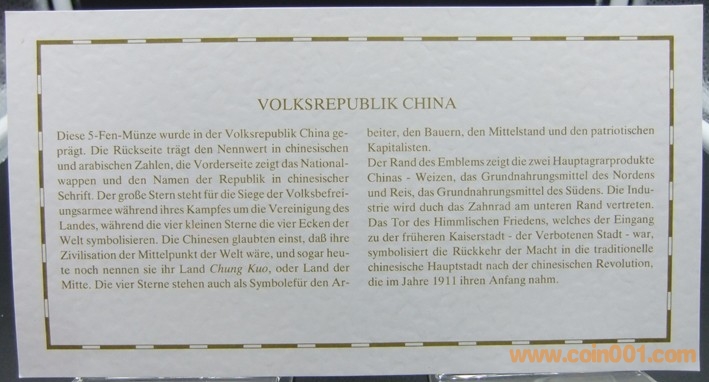 VOLKSREPUBLIK CHINA
Diese 5-Fen-Münze wurde in der Volksrepublik China ge-
prägt. Die Rückseite trägt den Nennwert in chinesischen
und arabischen Zahlen, die Vorderseite zeigt das National-
wappen und den Namen der Republik in chinesischer
Schrift. Der große Stern steht für die Siege der Volksbefrei-
ungsarmee während ihres Kampfes um die Vereinigung des
Landes, während die vier kleinen Sterne die vier Ecken der
Welt symbolisieren. Die Chinesen glaubten einst, daß ihre
Zivilisation der Mittelpunkt der Welt wäre, und sogar heu-
te noch nennen sie ihr Land Chung Kuo, oder Land der
Mitte. Die vier Sterne stehen auch als Symbolefür den Ar-
beiter, den Bauern, den Mittelstand und den patriotischen
Kapitalisten.
Der Rand des Emblems zeigt die zwei Hauptagrarprodukte
Chinas - Weizen, das Grundnahrungsmittel des Nordens
und Reis, das Grundnahrungsmittel des Südens. Die Indu-
strie wird duch das Zahnrad am unteren Rand vertreten.
Das Tor des Himmlischen Friedens, welches der Eingang
zu der früheren Kaiserstadt - der Verbotenen Stadt - war,
symbolisiert die Rückkehr der Macht in die traditionelle
chinesische Hauptstadt nach der chinesischen Revolution,
die im Jahre 1911 ihren Anfang nahm.
www.coin001.com